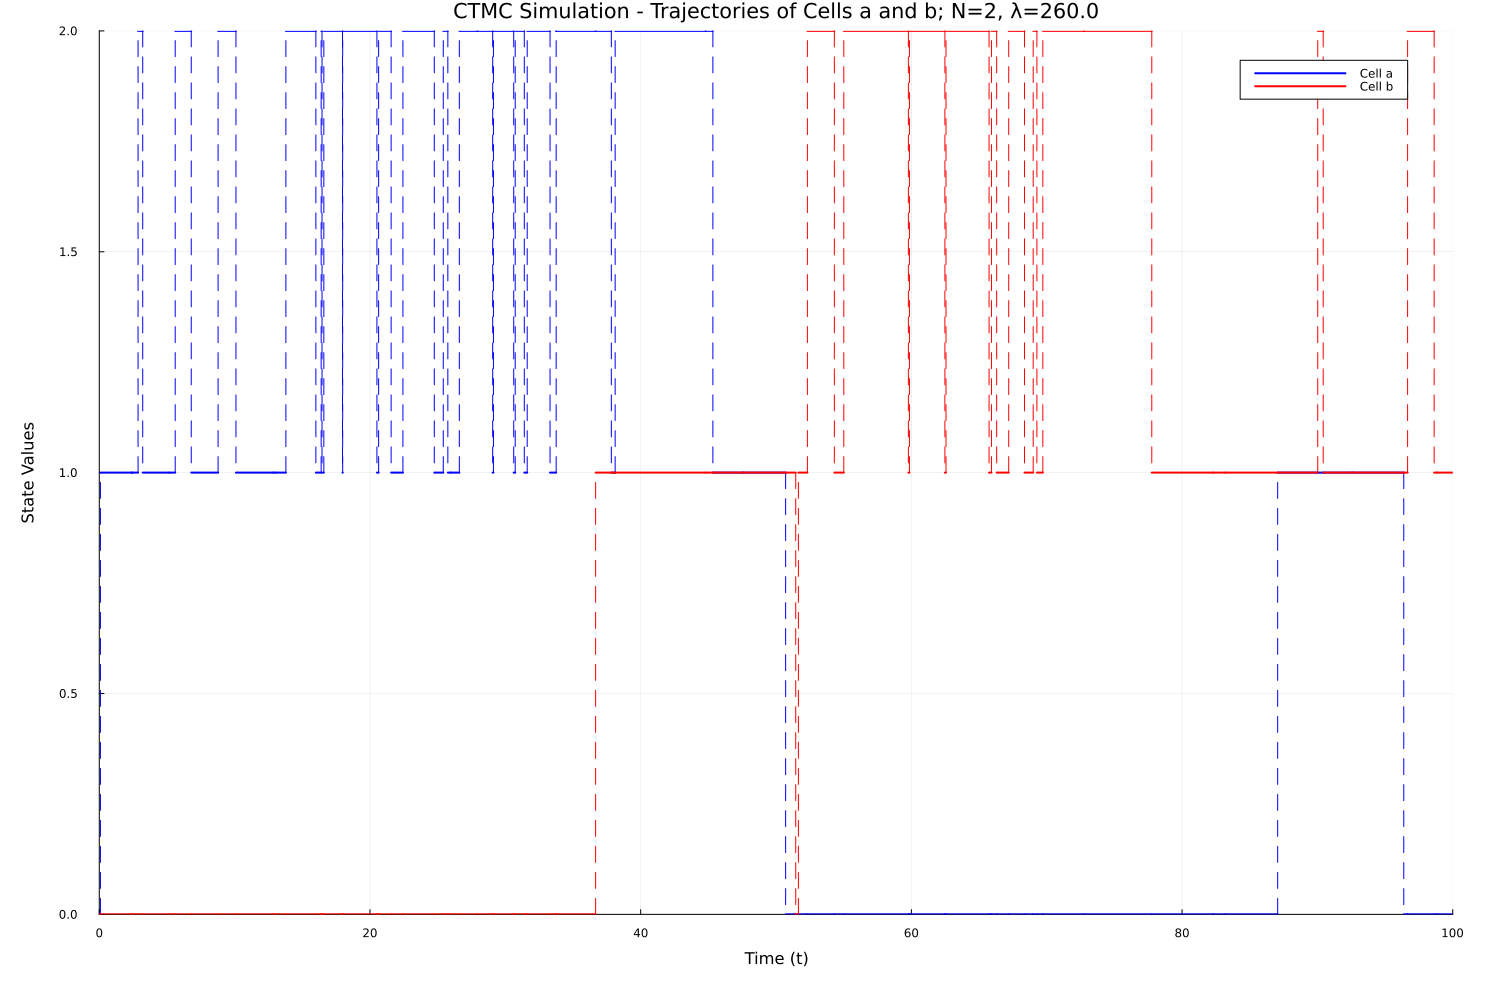 CTMC Simulation - Trajectories of Cells a and b; N=2, λ=260.0
2.0
1.5
1.0
0.5
0.0
State Values
Cell a
Cell b
0
20
40
60
80
100
Time (t)